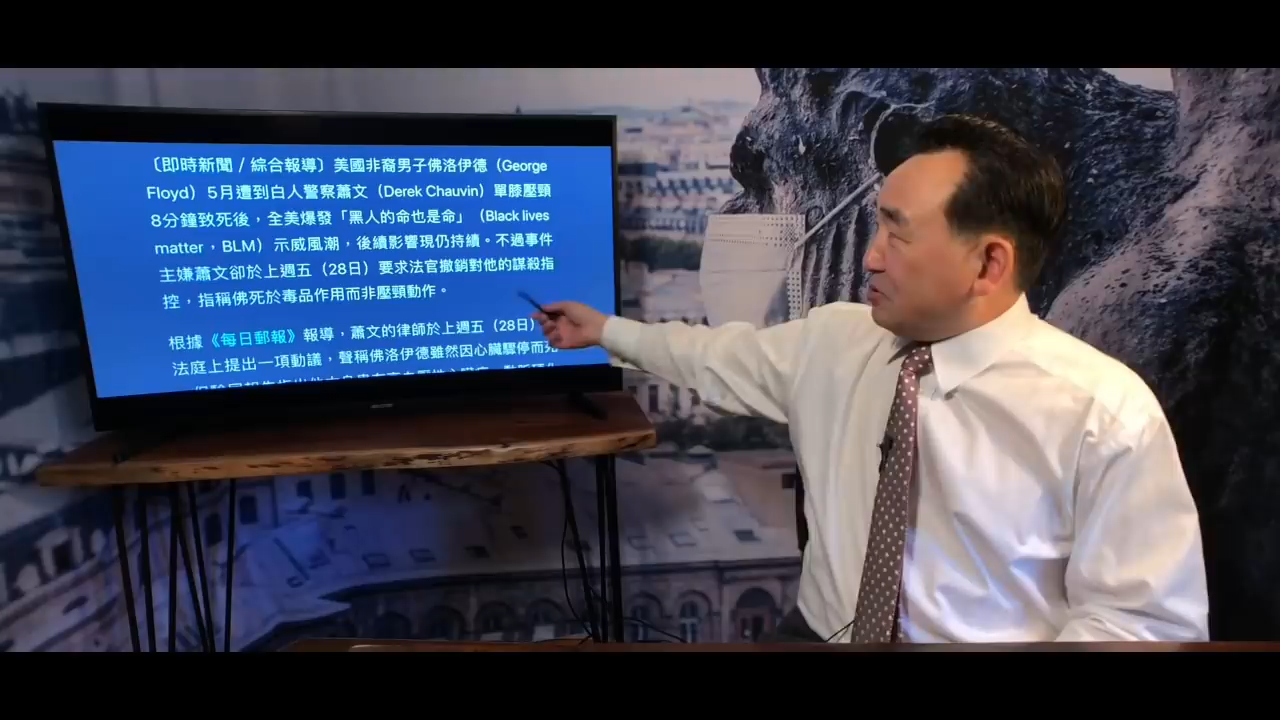 〔即時新聞 / 綜合報導〕美國非裔男子佛洛伊德（George
Floyd）5月遭到白人警察蕭文（Derek Chauvin）單膝壓頸
8分鐘致死後，全美爆發「黑人的命也是命」（Black lives
matter，BLM）示威風潮，後續影響現仍持續。不過事件
主嫌蕭文卻於上週五（28日）要求法官撤銷對他的謀殺指
控，指稱佛死於毒品作用而非壓頸動作。
根據《每日郵報》報導，蕭文的律師於上週五（28日）
法庭上提出一項動議，聲稱佛洛伊德雖然因心臟驟停而死